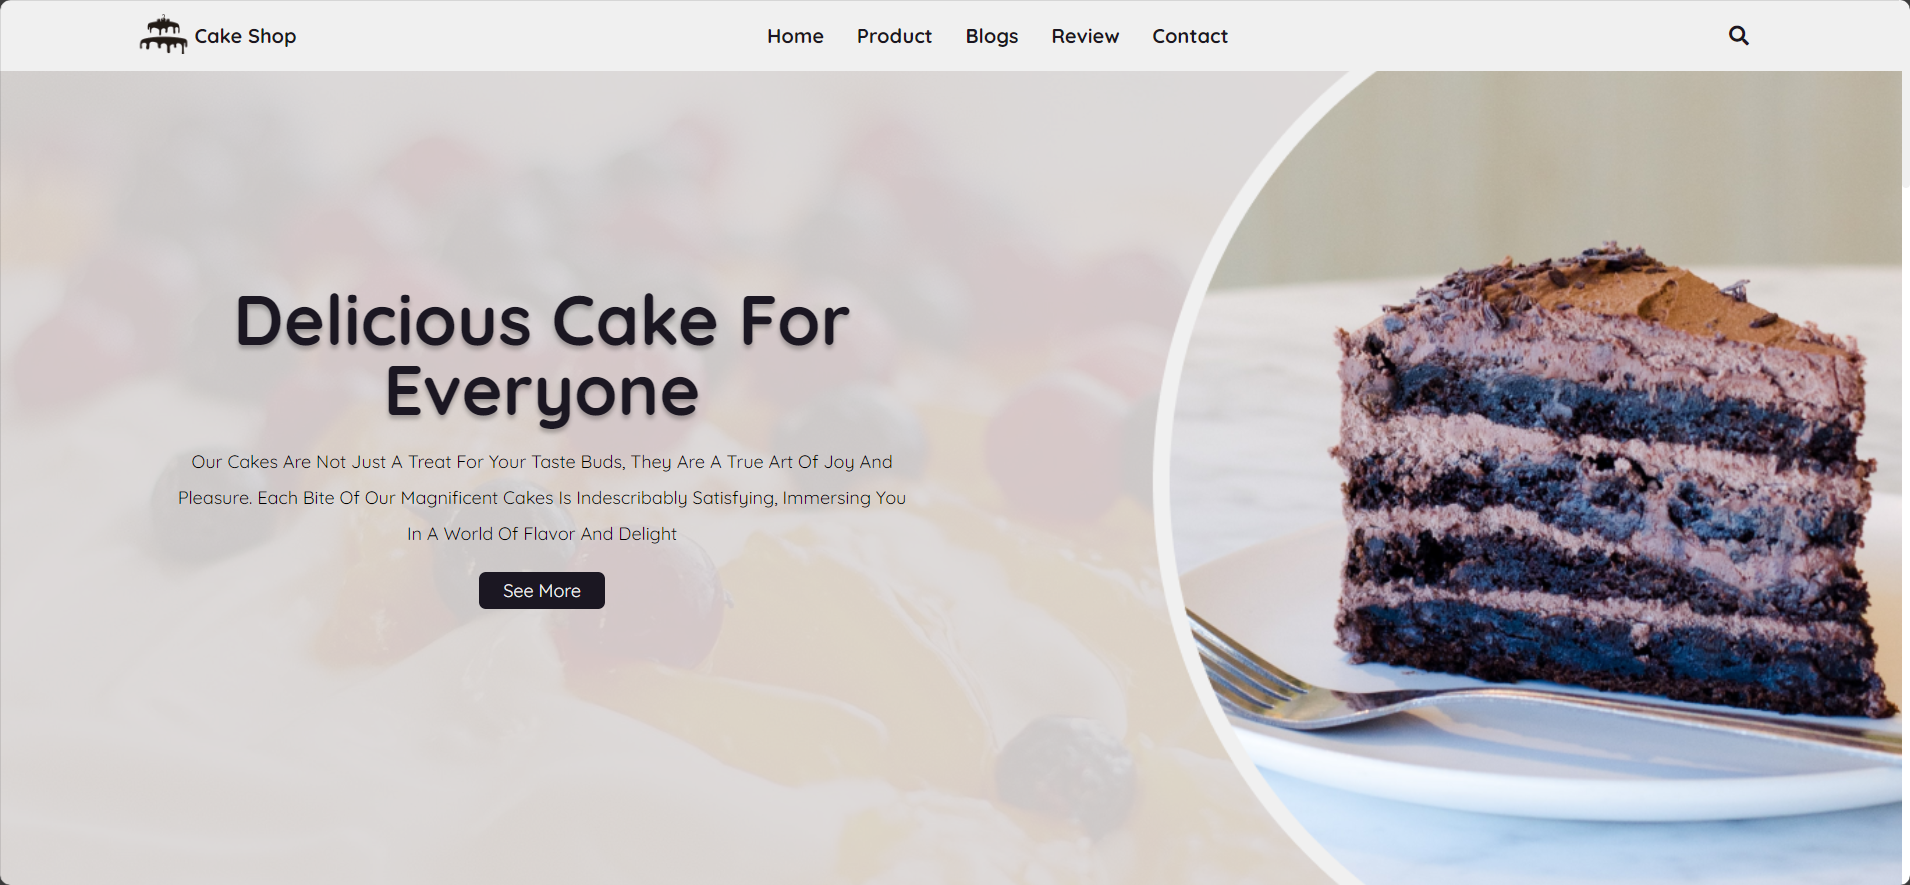 Cake Shop
Home Product Blogs Review Contact
Delicious Cake For
Everyone
Our Cakes Are Not Just A Treat For Your Taste Buds, They Are A True Art Of Joy And
Pleasure. Each Bite Of Our Magnificent Cakes Is Indescribably Satisfying, Immersing You
In A World Of Flavor And Delight
See More